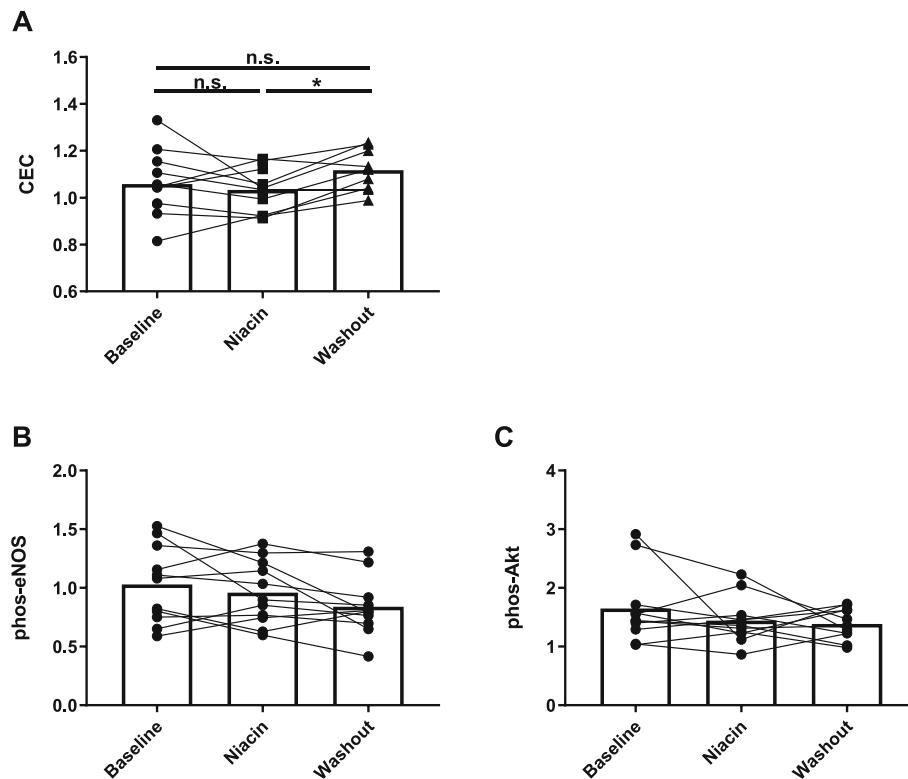 A
n.s.
n.s. *
1.6
1.4
1.2
1.0
0.8
0.6
CEC
Baseline
Niacin
Washout
B
2.0
1.5
1.0
0.5
0.0
phos-eNOS
Baseline
Niacin
Washout
C
4
3
2
1
0
phos-Akt
Baseline
Niacin
Washout